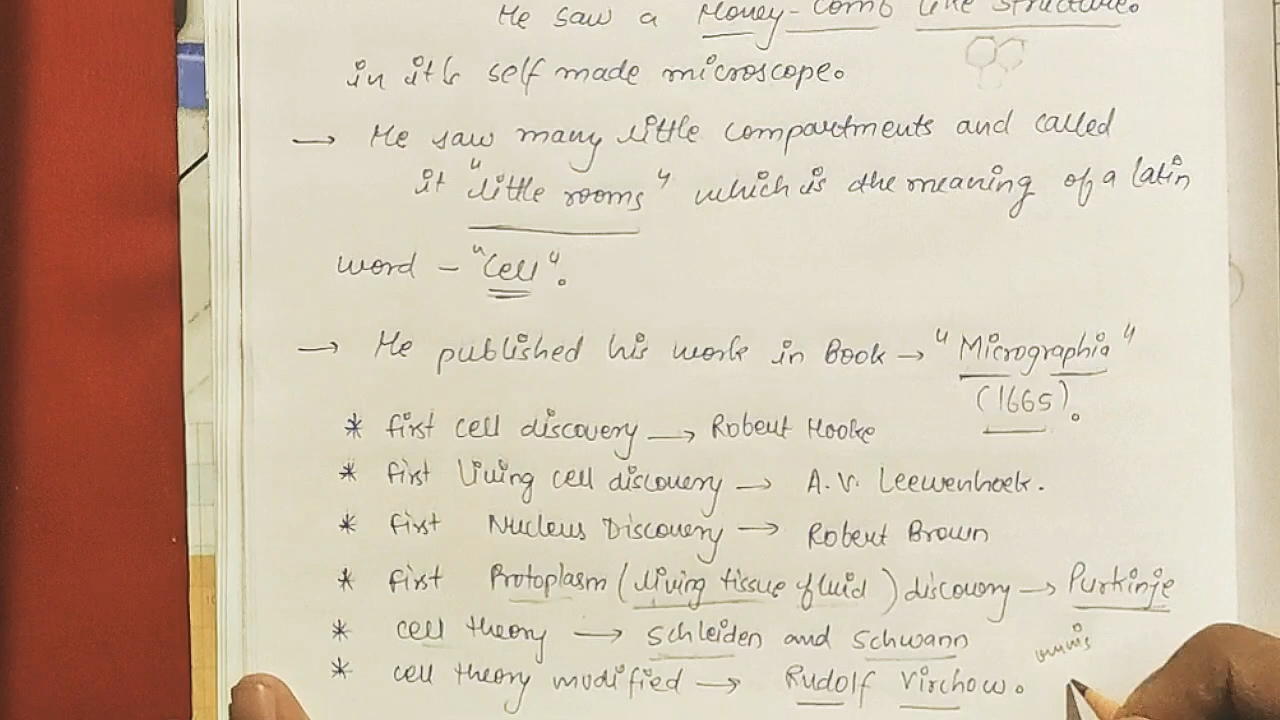 He saw a Honey-comb like structure.
in it's self made microscope.
→ He saw many little compartments and called
it "little rooms" which is the meaning of a latin
word - "Cell".
→ He published his work in Book → "Micrographia"
(1665).
* first cell discovery → Robert Hooke
* first living cell discovery → A.V. Leewenhoek.
* first Nucleus Discovery → Robert Brown
* first Protoplasm (living tissue fluid) discovery → Purkinje
* cell theory → Schleiden and Schwann
* cell theory modified → Rudolf Virchow.